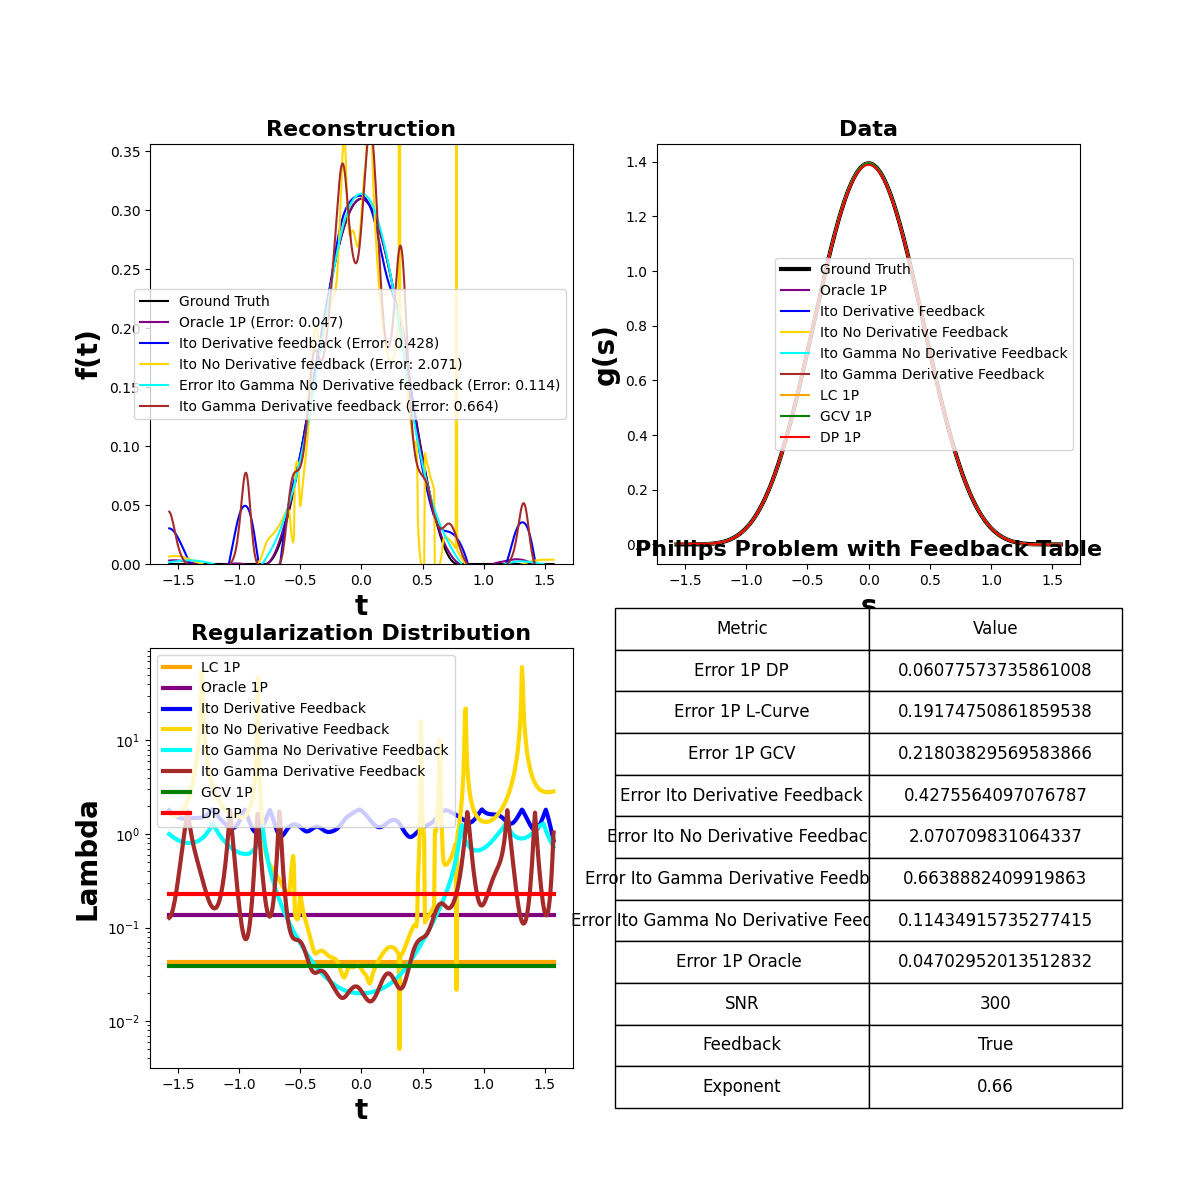 Reconstruction
f(t)
0.35
0.30
0.25
0.20
0.15
0.10
0.05
0.00
Ground Truth
Oracle 1P (Error: 0.047)
Ito Derivative feedback (Error: 0.428)
Ito No Derivative feedback (Error: 2.071)
Error Ito Gamma No Derivative feedback (Error: 0.114)
Ito Gamma Derivative feedback (Error: 0.664)
−1.5 −1.0 −0.5 0.0 0.5 1.0 1.5
t
Data
g(s)
1.4
1.2
1.0
0.8
0.6
0.4
0.2
Ground Truth
Oracle 1P
Ito Derivative Feedback
Ito No Derivative Feedback
Ito Gamma No Derivative Feedback
Ito Gamma Derivative Feedback
LC 1P
GCV 1P
DP 1P
−1.5 −1.0 −0.5 0.0 0.5 1.0 1.5
s
Regularization Distribution
Lambda
10^1
10^0
10^−1
10^−2
LC 1P
Oracle 1P
Ito Derivative Feedback
Ito No Derivative Feedback
Ito Gamma No Derivative Feedback
Ito Gamma Derivative Feedback
GCV 1P
DP 1P
−1.5 −1.0 −0.5 0.0 0.5 1.0 1.5
t
Phillips Problem with Feedback Table
Metric Value
Error 1P DP 0.06077573735861008
Error 1P L-Curve 0.19174750861859538
Error 1P GCV 0.21803829569583866
Error Ito Derivative Feedback 0.4275564097076787
Error Ito No Derivative Feedbac 2.070709831064337
Error Ito Gamma Derivative Feedb 0.6638882409919863
Error Ito Gamma No Derivative Feec 0.11434915735277415
Error 1P Oracle 0.04702952013512832
SNR 300
Feedback True
Exponent 0.66